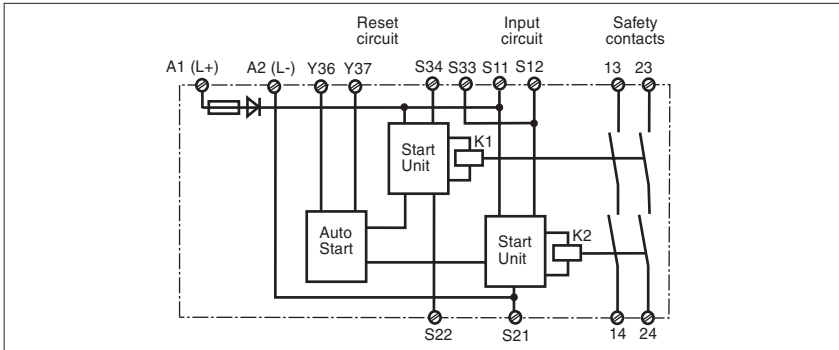 Reset circuit
Input circuit
Safety contacts
A1 (L+)
A2 (L-)
Y36
Y37
S34
S33
S11
S12
13
23
Start Unit
K1
Auto Start
Start Unit
K2
S22
S21
14
24